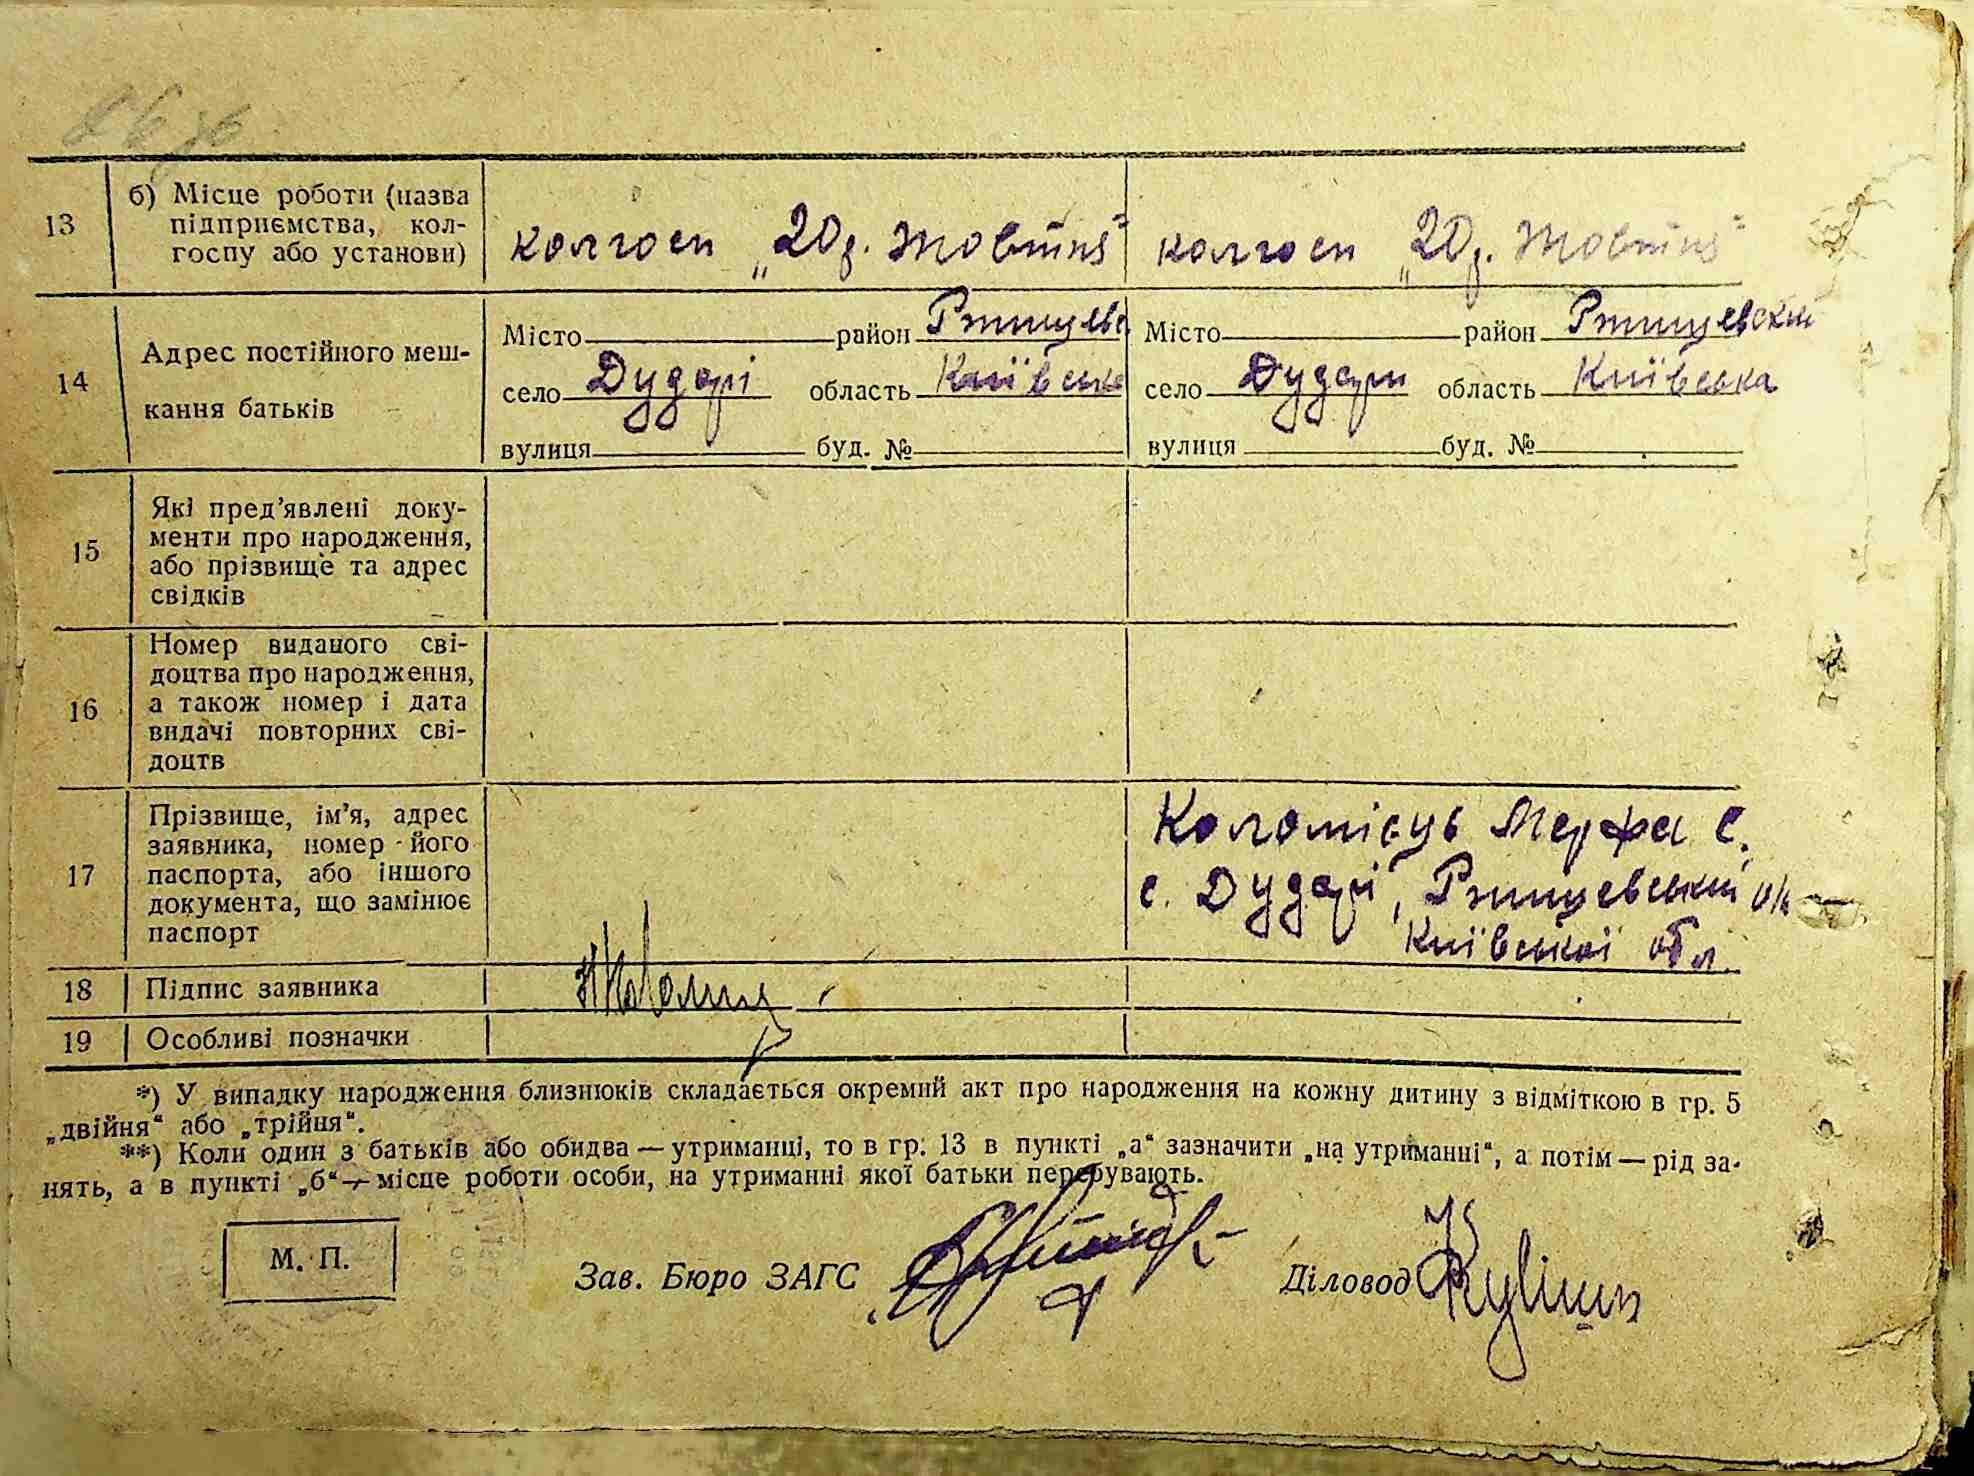 13
б) Місце роботи (назва
підприємства, кол-
госпу або установи)
колгосп „20 р. Жовтня"
колгосп „20 р. Жовтня"
14
Адрес постійного меш-
кання батьків
Місто район Ржищевс
село Дударі область Київська
вулиця буд. №
Місто район Ржищевский
село Дудари область Київська
вулиця буд. №
15
Які пред'явлені доку-
менти про народження,
або прізвище та адрес
свідків
16
Номер виданого сві-
доцтва про народження,
а також номер і дата
видачі повторних сві-
доцтв
17
Прізвище, ім'я, адрес
заявника, номер його
паспорта, або іншого
документа, що замінює
паспорт
Коломієць Марфа С.
с. Дударі, Ржищевський
Київської обл.
18
Підпис заявника
19
Особливі позначки
*) У випадку народження близнюків складається окремий акт про народження на кожну дитину з відміткою в гр. 5
„двійня“ або „трійня“.
**) Коли один з батьків або обидва — утриманці, то в гр. 13 в пункті „а“ зазначити „на утриманні“, а потім — рід за-
нять, а в пункті „б“ — місце роботи особи, на утриманні якої батьки перебувають.
М. П.
Зав. Бюро ЗАГС
Діловод